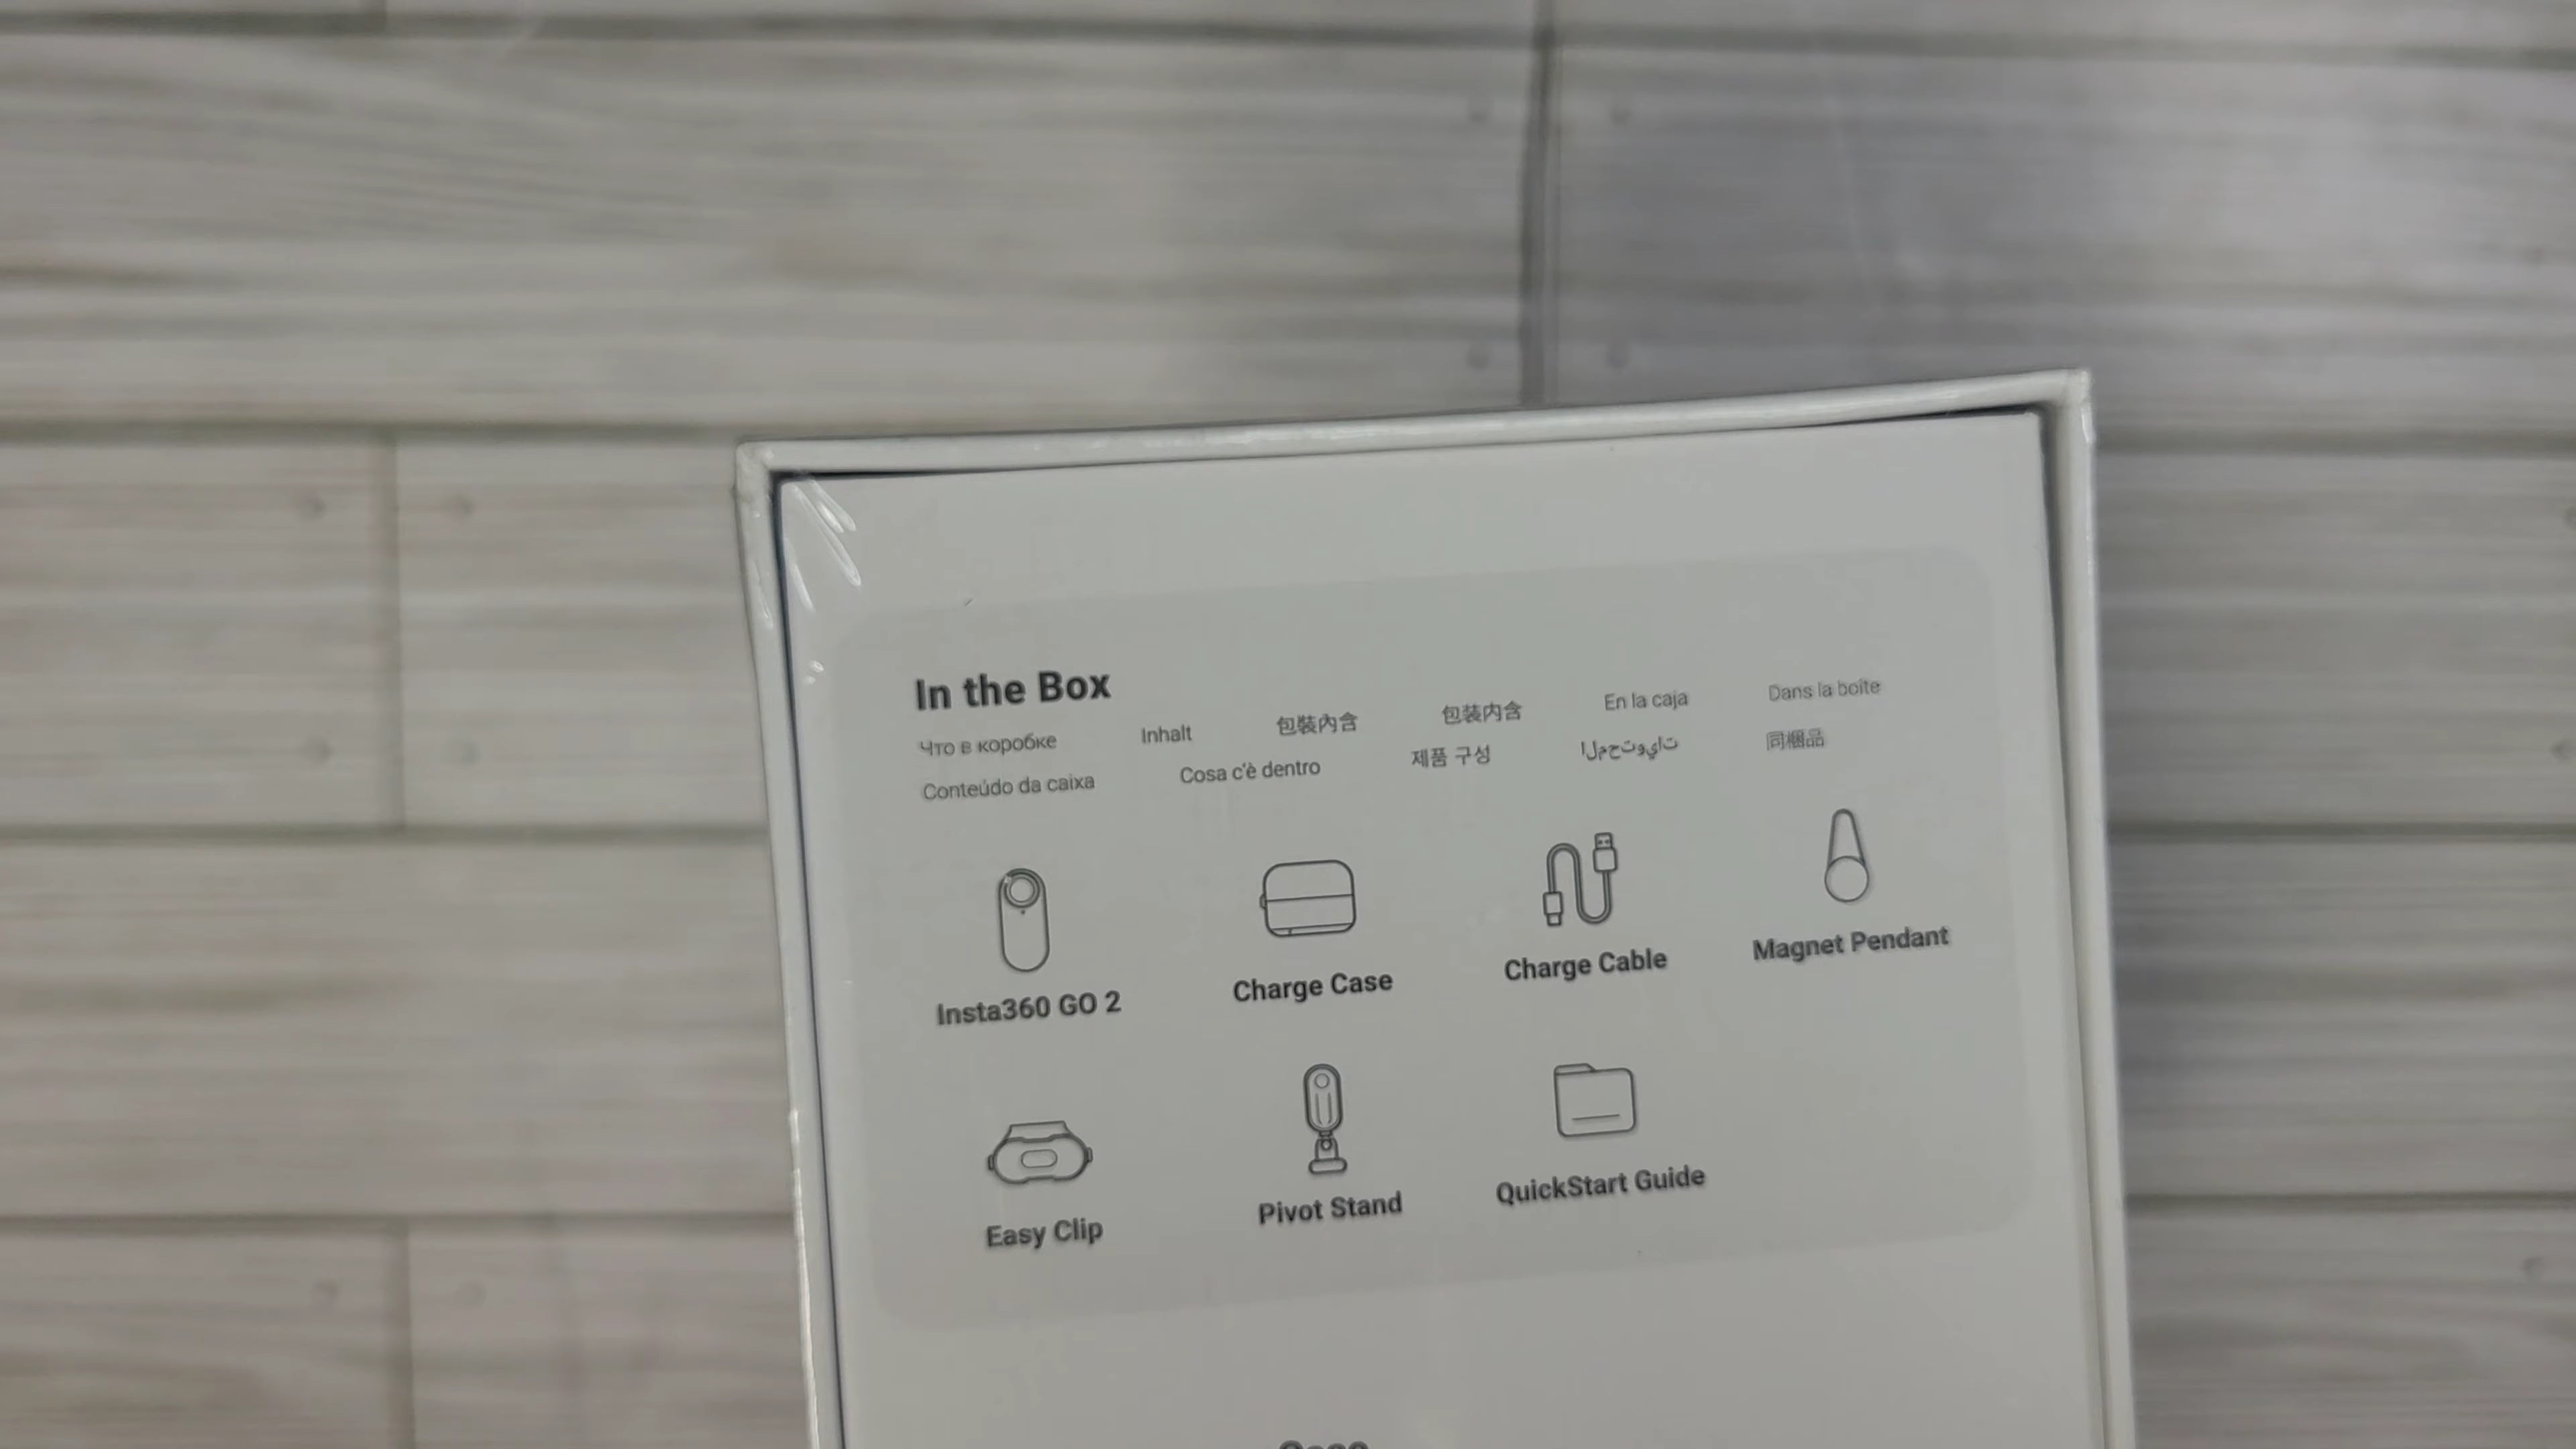 In the Box
Что в коробке Inhalt 包裝內含 包装内含 En la caja Dans la boîte
Conteúdo da caixa Cosa c'è dentro 제품 구성 المحتويات 同梱品
Insta360 GO 2 Charge Case Charge Cable Magnet Pendant
Easy Clip Pivot Stand QuickStart Guide